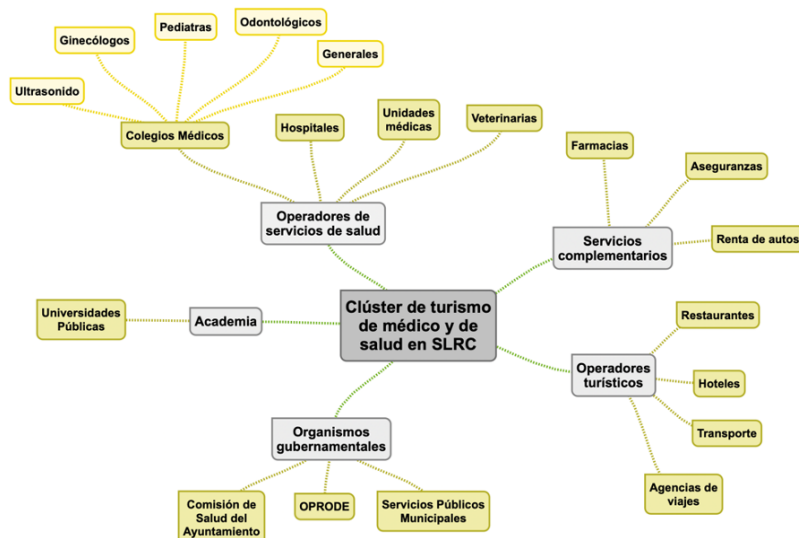 Odontológicos
Pediatras
Ginecólogos
Generales
Ultrasonido
Colegios Médicos
Hospitales
Unidades
médicas
Veterinarias
Farmacias
Aseguranzas
Operadores de
servicios de salud
Servicios
complementarios
Renta de autos
Clúster de turismo
de médico y de
salud en SLRC
Universidades
Públicas
Academia
Restaurantes
Operadores
turísticos
Hoteles
Transporte
Agencias de
viajes
Organismos
gubernamentales
Comisión de
Salud del
Ayuntamiento
OPRODE
Servicios Públicos
Municipales